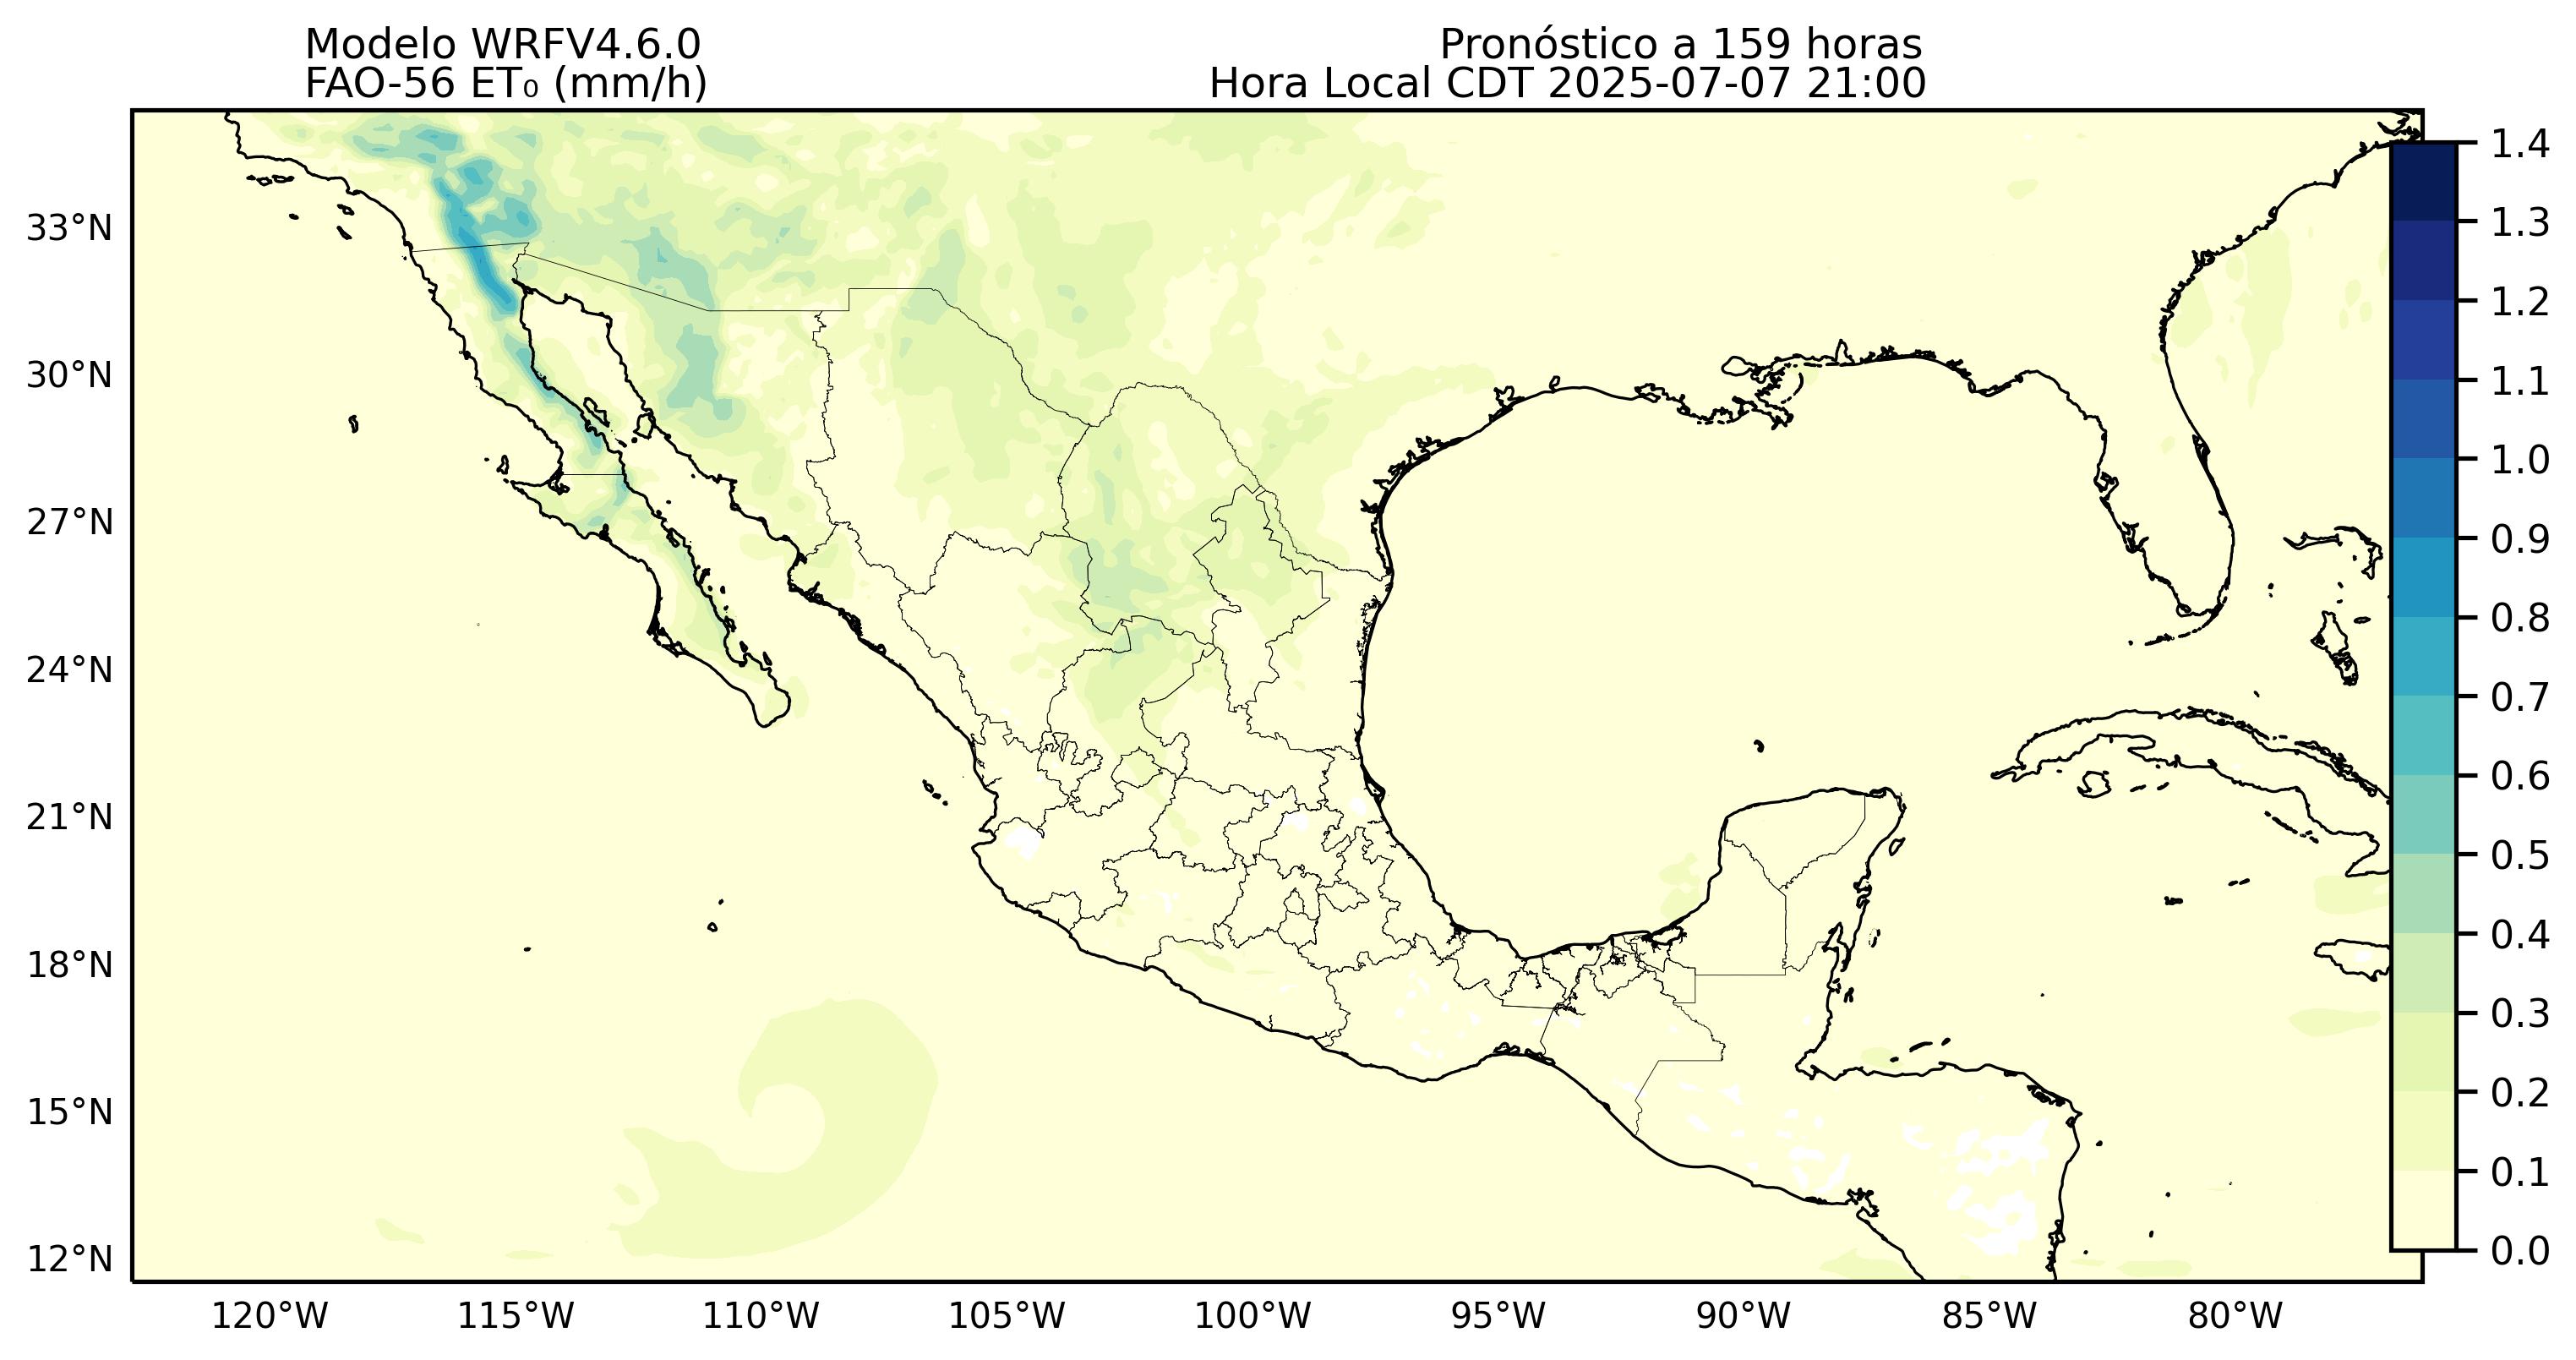 Modelo WRFV4.6.0
FAO-56 ET₀ (mm/h)
Pronóstico a 159 horas
Hora Local CDT 2025-07-07 21:00
33°N
30°N
27°N
24°N
21°N
18°N
15°N
12°N
120°W
115°W
110°W
105°W
100°W
95°W
90°W
85°W
80°W
1.4
1.3
1.2
1.1
1.0
0.9
0.8
0.7
0.6
0.5
0.4
0.3
0.2
0.1
0.0